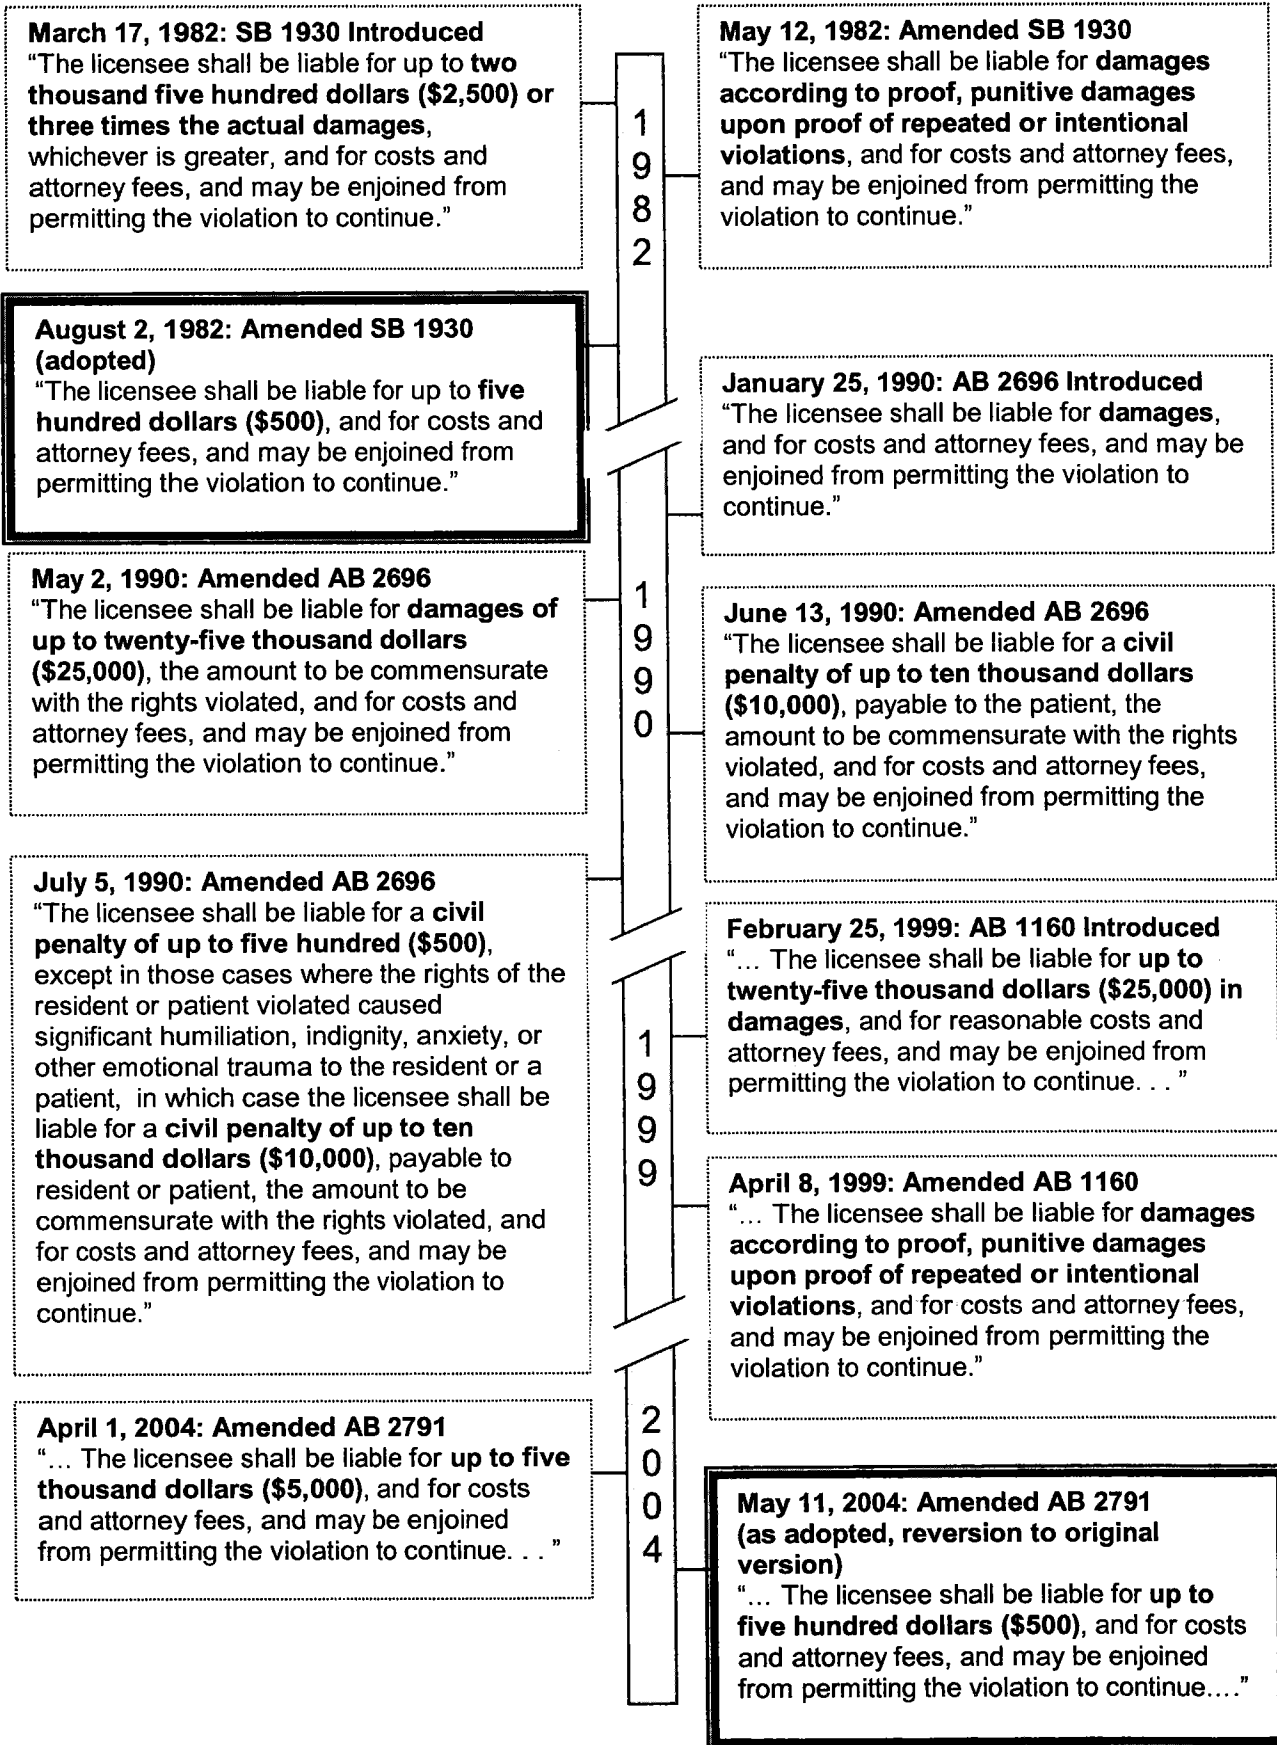 March 17, 1982: SB 1930 Introduced
“The licensee shall be liable for up to two
thousand five hundred dollars ($2,500) or
three times the actual damages,
whichever is greater, and for costs and
attorney fees, and may be enjoined from
permitting the violation to continue.”
May 12, 1982: Amended SB 1930
“The licensee shall be liable for damages
according to proof, punitive damages
upon proof of repeated or intentional
violations, and for costs and attorney fees,
and may be enjoined from permitting the
violation to continue.”
1
9
8
2
August 2, 1982: Amended SB 1930
(adopted)
“The licensee shall be liable for up to five
hundred dollars ($500), and for costs and
attorney fees, and may be enjoined from
permitting the violation to continue.”
January 25, 1990: AB 2696 Introduced
“The licensee shall be liable for damages,
and for costs and attorney fees, and may be
enjoined from permitting the violation to
continue.”
May 2, 1990: Amended AB 2696
“The licensee shall be liable for damages of
up to twenty-five thousand dollars
($25,000), the amount to be commensurate
with the rights violated, and for costs and
attorney fees, and may be enjoined from
permitting the violation to continue.”
1
9
9
0
June 13, 1990: Amended AB 2696
“The licensee shall be liable for a civil
penalty of up to ten thousand dollars
($10,000), payable to the patient, the
amount to be commensurate with the rights
violated, and for costs and attorney fees,
and may be enjoined from permitting the
violation to continue.”
July 5, 1990: Amended AB 2696
“The licensee shall be liable for a civil
penalty of up to five hundred ($500),
except in those cases where the rights of the
resident or patient violated caused
significant humiliation, indignity, anxiety, or
other emotional trauma to the resident or a
patient, in which case the licensee shall be
liable for a civil penalty of up to ten
thousand dollars ($10,000), payable to
resident or patient, the amount to be
commensurate with the rights violated, and
for costs and attorney fees, and may be
enjoined from permitting the violation to
continue.”
February 25, 1999: AB 1160 Introduced
“... The licensee shall be liable for up to
twenty-five thousand dollars ($25,000) in
damages, and for reasonable costs and
attorney fees, and may be enjoined from
permitting the violation to continue. . . ”
1
9
9
9
April 8, 1999: Amended AB 1160
“... The licensee shall be liable for damages
according to proof, punitive damages
upon proof of repeated or intentional
violations, and for costs and attorney fees,
and may be enjoined from permitting the
violation to continue.”
April 1, 2004: Amended AB 2791
“... The licensee shall be liable for up to five
thousand dollars ($5,000), and for costs
and attorney fees, and may be enjoined
from permitting the violation to continue. . . ”
2
0
0
4
May 11, 2004: Amended AB 2791
(as adopted, reversion to original
version)
“... The licensee shall be liable for up to
five hundred dollars ($500), and for costs
and attorney fees, and may be enjoined
from permitting the violation to continue....”